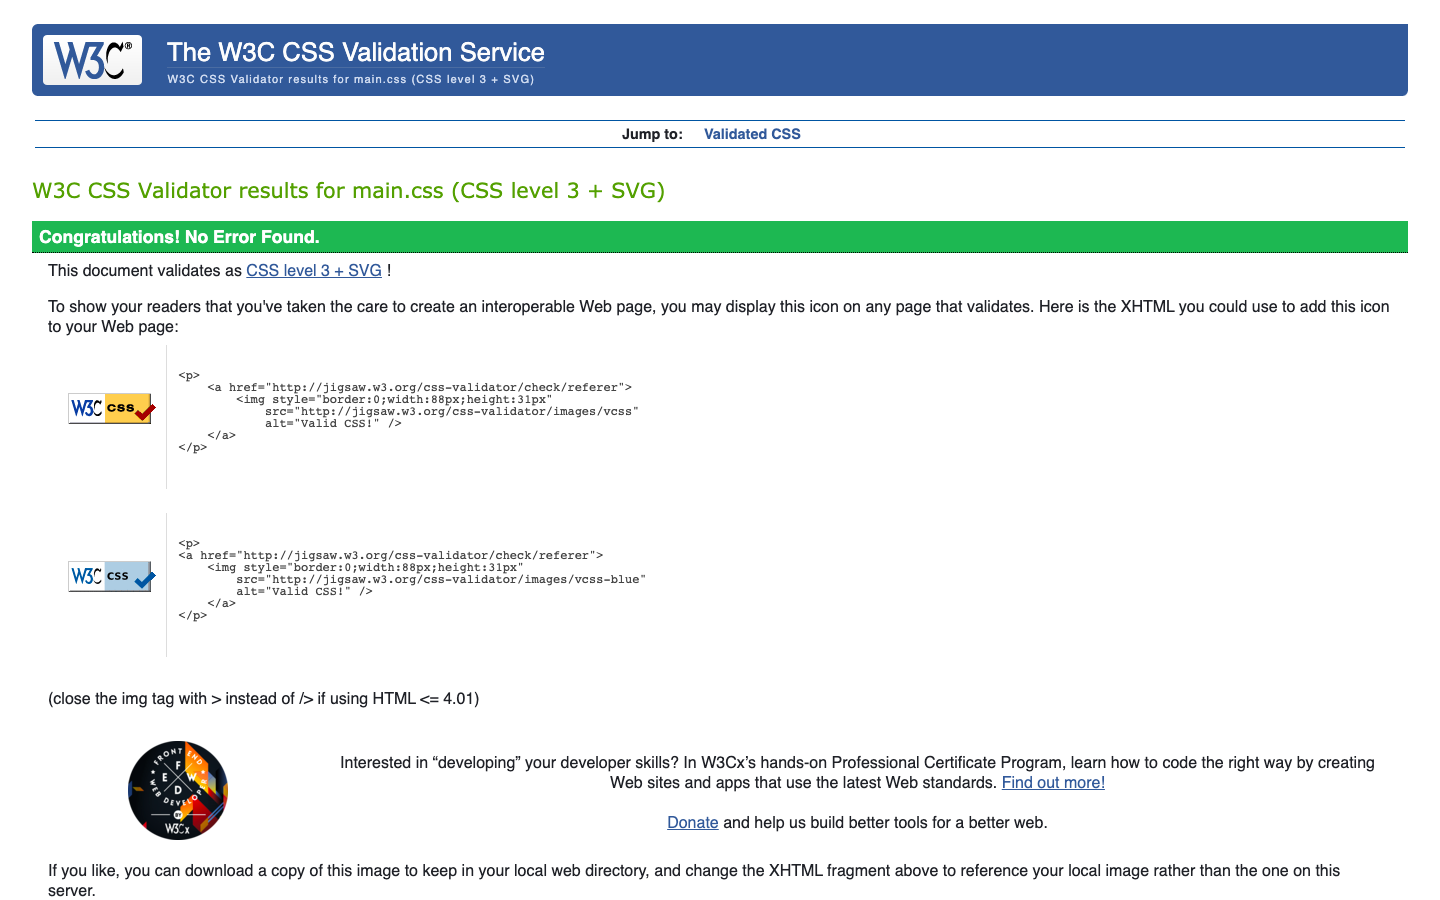 W3C®
The W3C CSS Validation Service
W3C CSS Validator results for main.css (CSS level 3 + SVG)
Jump to: Validated CSS
W3C CSS Validator results for main.css (CSS level 3 + SVG)
Congratulations! No Error Found.
This document validates as CSS level 3 + SVG !
To show your readers that you've taken the care to create an interoperable Web page, you may display this icon on any page that validates. Here is the XHTML you could use to add this icon
to your Web page:
W3C css
<p>
    <a href="http://jigsaw.w3.org/css-validator/check/referer">
        <img style="border:0;width:88px;height:31px"
            src="http://jigsaw.w3.org/css-validator/images/vcss"
            alt="Valid CSS!" />
    </a>
</p>
W3C css
<p>
<a href="http://jigsaw.w3.org/css-validator/check/referer">
    <img style="border:0;width:88px;height:31px"
        src="http://jigsaw.w3.org/css-validator/images/vcss-blue"
        alt="Valid CSS!" />
    </a>
</p>
(close the img tag with > instead of /> if using HTML <= 4.01)
FRONT END
E F W D
WEB DEVELOPER
BY
W3Cx
Interested in “developing” your developer skills? In W3Cx’s hands-on Professional Certificate Program, learn how to code the right way by creating
Web sites and apps that use the latest Web standards. Find out more!
Donate and help us build better tools for a better web.
If you like, you can download a copy of this image to keep in your local web directory, and change the XHTML fragment above to reference your local image rather than the one on this
server.